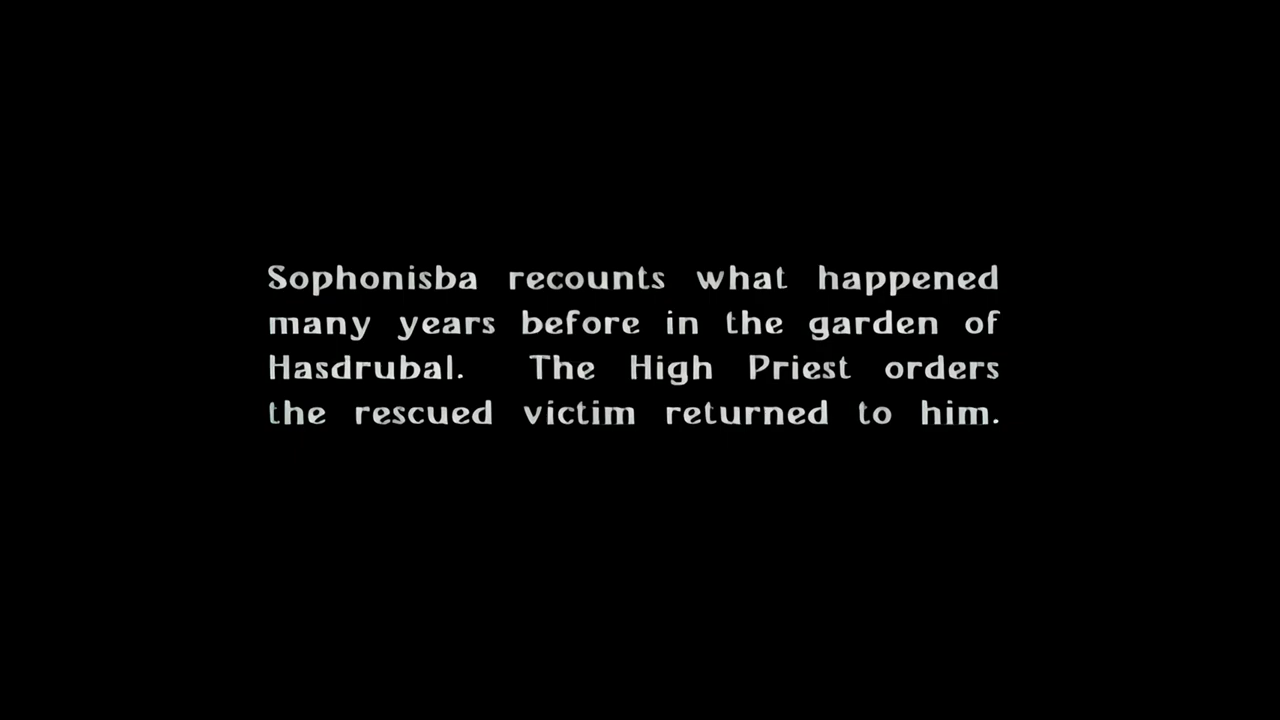 Sophonisba recounts what happened
many years before in the garden of
Hasdrubal. The High Priest orders
the rescued victim returned to him.